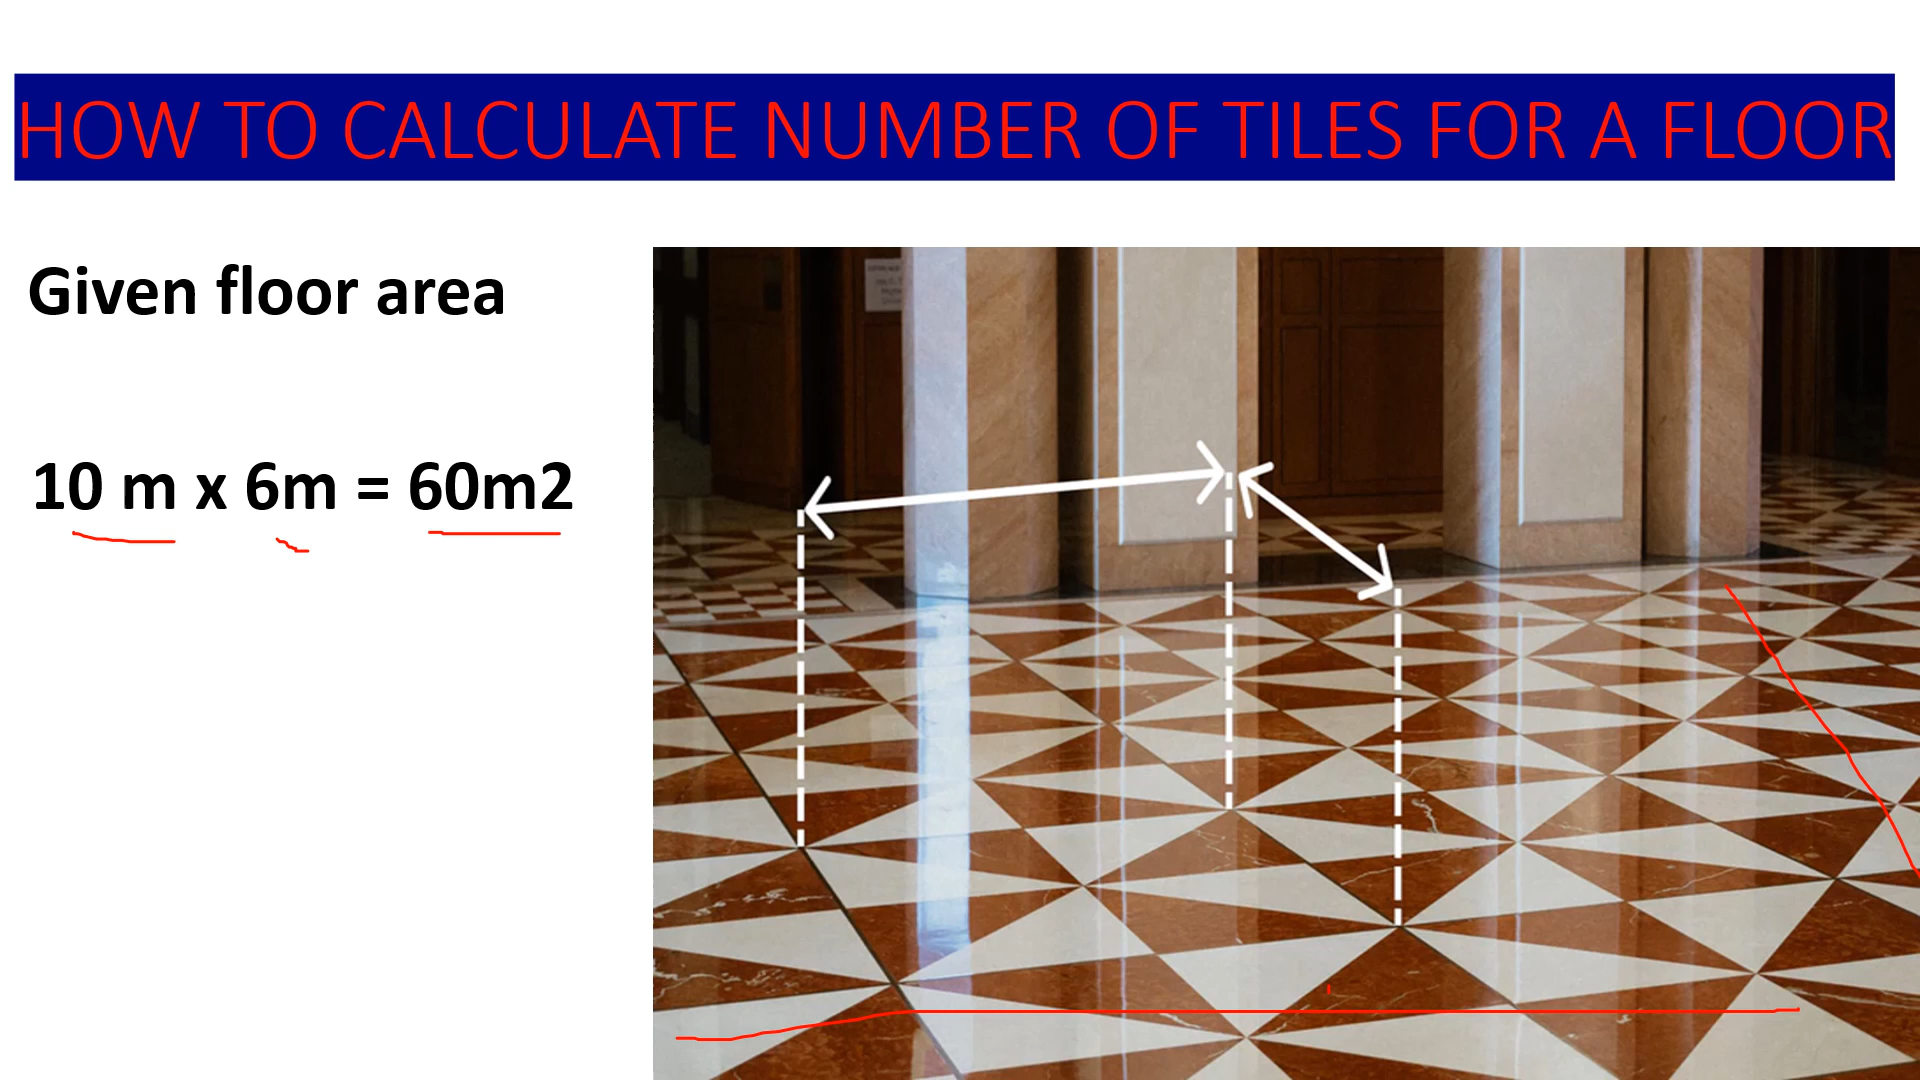 HOW TO CALCULATE NUMBER OF TILES FOR A FLOOR
Given floor area
10 m x 6m = 60m2